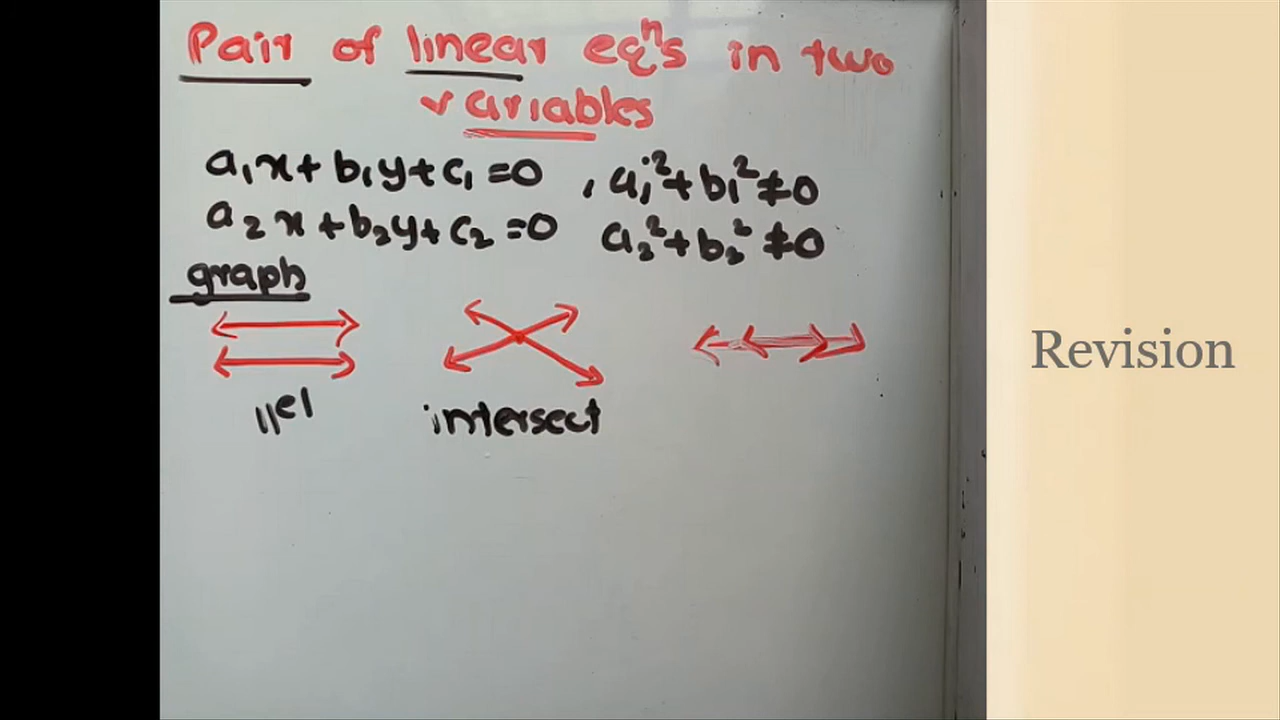 Pair of linear eqⁿs in two
variables
a₁x + b₁y + c₁ = 0 , a₁² + b₁² ≠ 0
a₂x + b₂y + c₂ = 0 a₂² + b₂² ≠ 0
graph
||el intersect
Revision